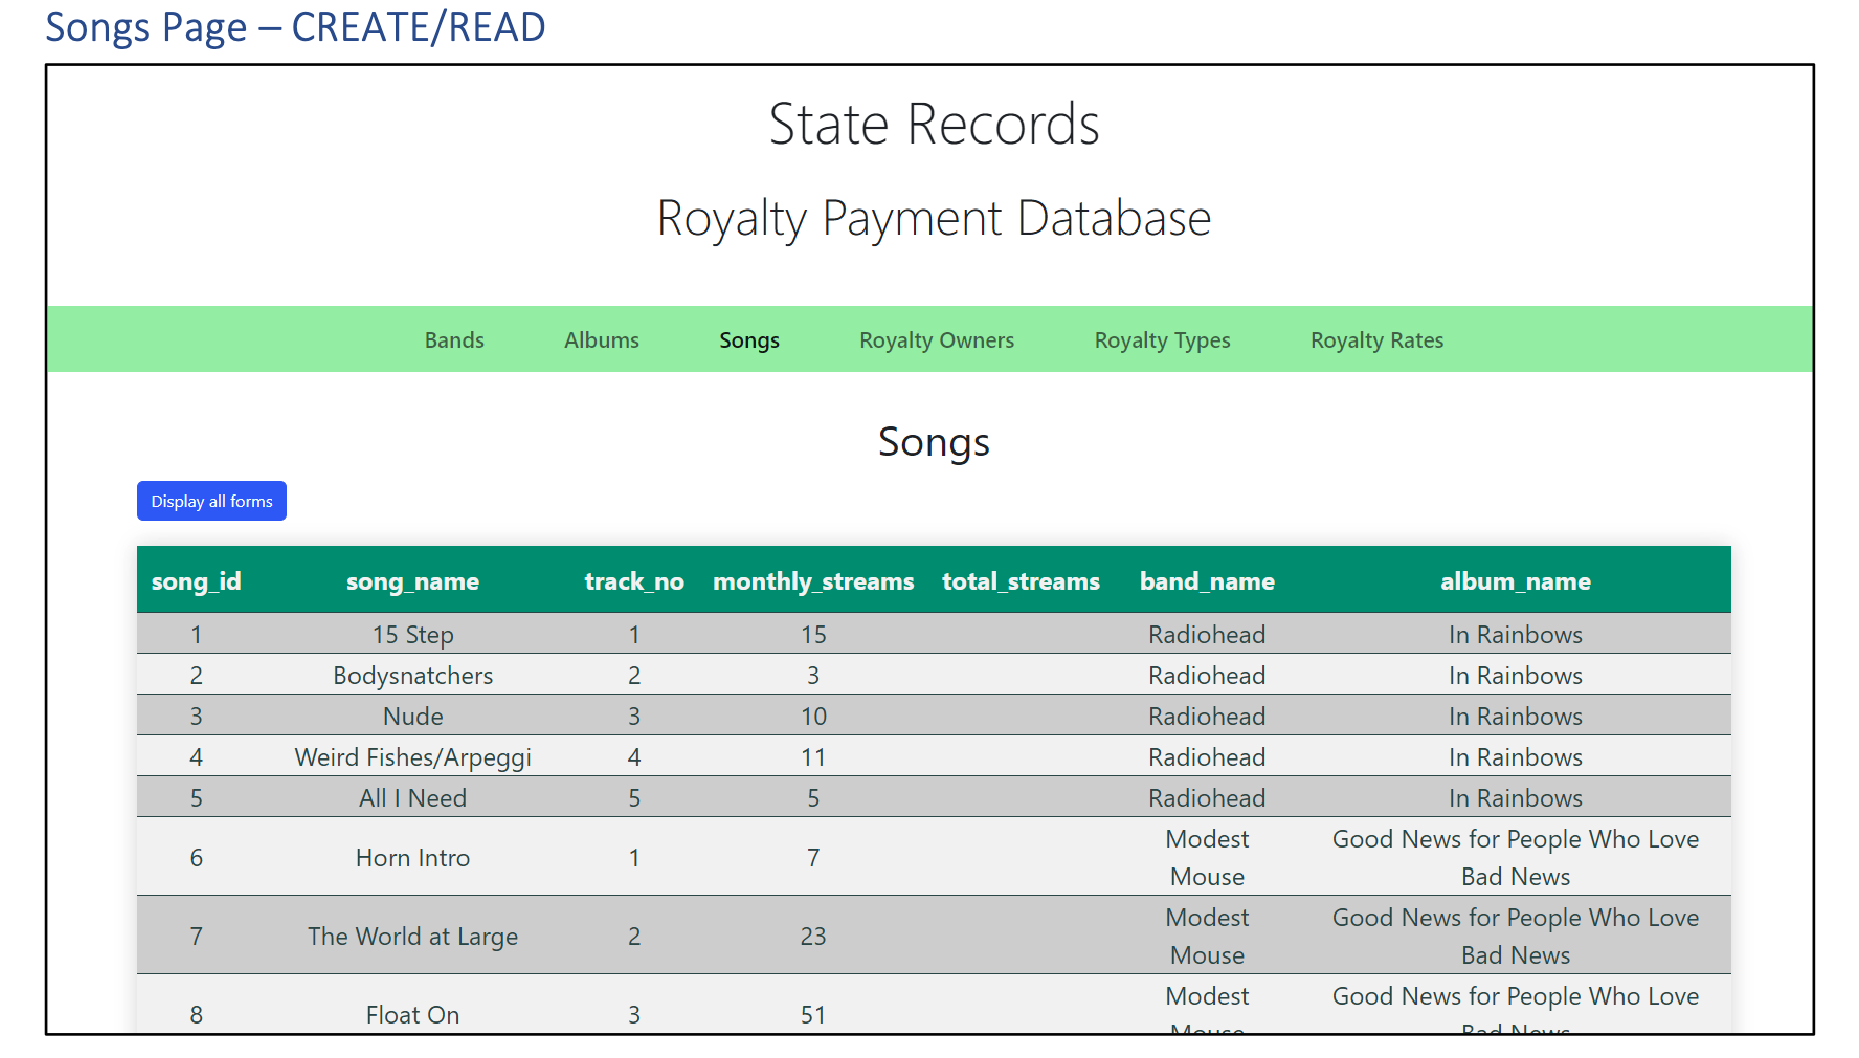 Songs Page – CREATE/READ
State Records
Royalty Payment Database
Bands Albums Songs Royalty Owners Royalty Types Royalty Rates
Songs
Display all forms
song_id song_name track_no monthly_streams total_streams band_name album_name
1 15 Step 1 15 Radiohead In Rainbows
2 Bodysnatchers 2 3 Radiohead In Rainbows
3 Nude 3 10 Radiohead In Rainbows
4 Weird Fishes/Arpeggi 4 11 Radiohead In Rainbows
5 All I Need 5 5 Radiohead In Rainbows
6 Horn Intro 1 7 Modest Mouse Good News for People Who Love Bad News
7 The World at Large 2 23 Modest Mouse Good News for People Who Love Bad News
8 Float On 3 51 Modest Mouse Good News for People Who Love Bad News